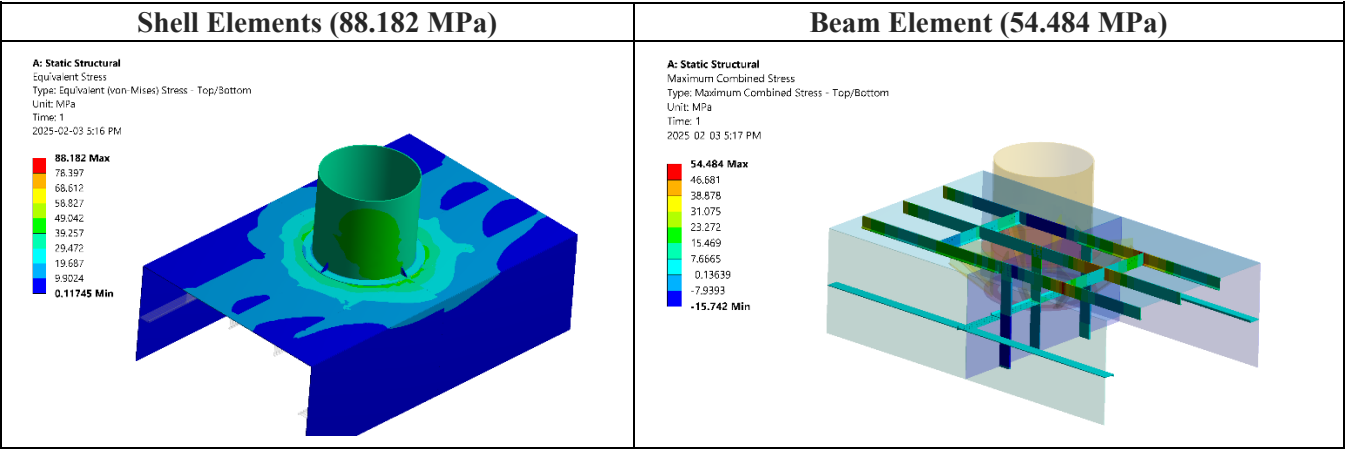 Shell Elements (88.182 MPa)
Beam Element (54.484 MPa)
A: Static Structural
Equivalent Stress
Type: Equivalent (von-Mises) Stress - Top/Bottom
Unit: MPa
Time: 1
2025-02-03 5:16 PM
88.182 Max
78.397
68.612
58.827
49.042
39.257
29.472
19.687
9.9024
0.11745 Min
A: Static Structural
Maximum Combined Stress
Type: Maximum Combined Stress - Top/Bottom
Unit: MPa
Time: 1
2025-02-03 5:17 PM
54.484 Max
46.681
38.878
31.075
23.272
15.469
7.6665
0.13639
-7.9393
-15.742 Min